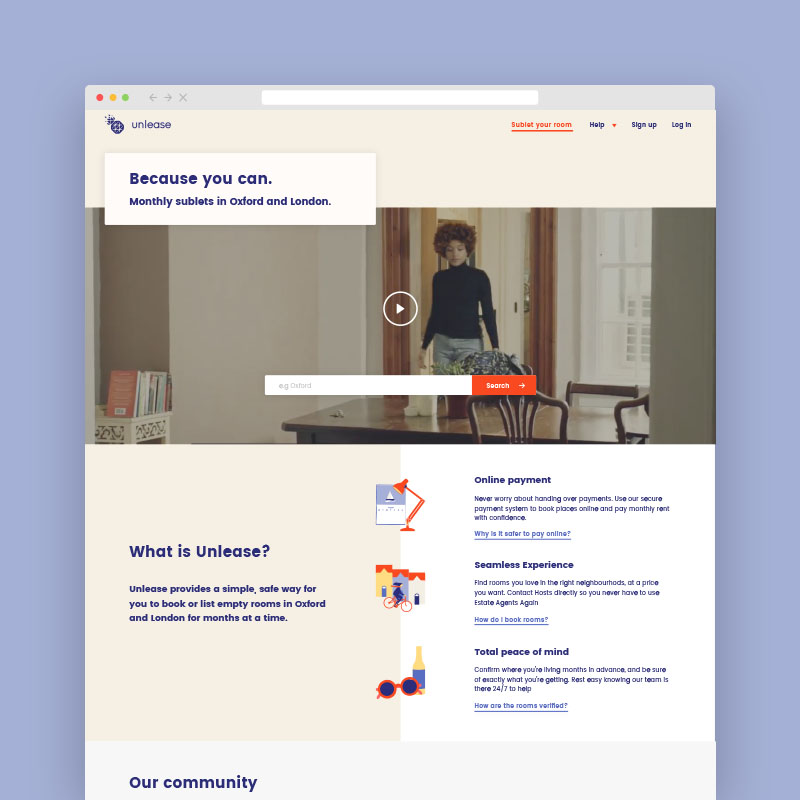 unlease
Sublet your room Help Sign up Log in
Because you can.
Monthly sublets in Oxford and London.
e.g Oxford
Search
What is Unlease?
Unlease provides a simple, safe way for
you to book or list empty rooms in Oxford
and London for months at a time.
Online payment
Never worry about handing over payments. Use our secure
payment system to book places online and pay monthly rent
with confidence.
Why is it safer to pay online?
Seamless Experience
Find rooms you love in the right neighbourhods, at a price
you want. Contact Hosts directly so you never have to use
Estate Agents Again
How do I book rooms?
Total peace of mind
Confirm where you're living months in advance, and be sure
of exactly what you're getting. Rest easy knowing our team is
there 24/7 to help
How are the rooms verified?
Our community